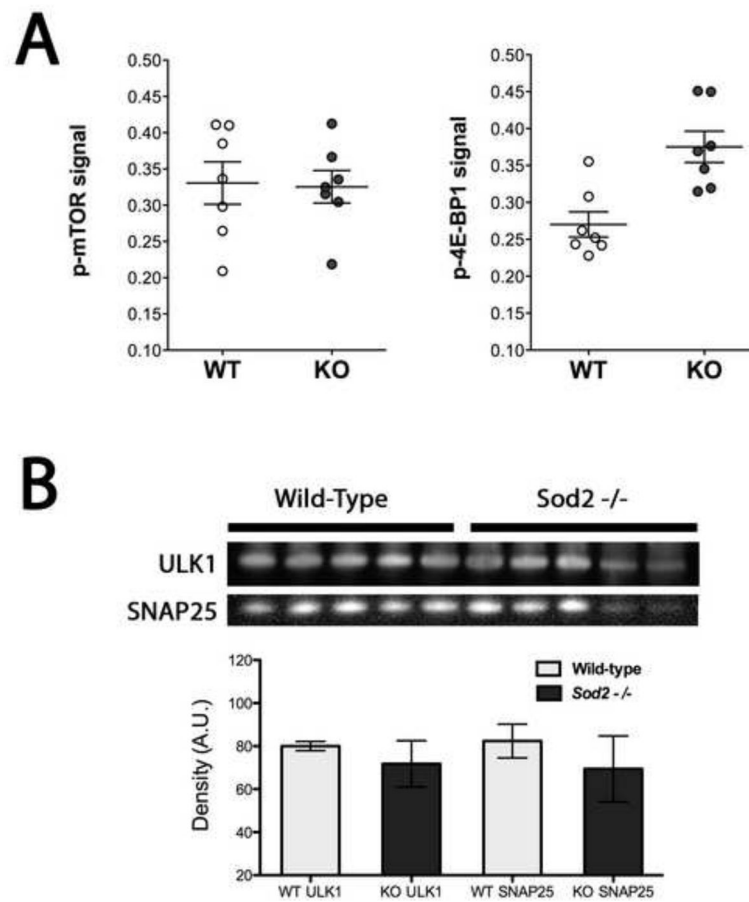 A
p-mTOR signal
0.50
0.45
0.40
0.35
0.30
0.25
0.20
0.15
0.10
WT KO
p-4E-BP1 signal
0.50
0.45
0.40
0.35
0.30
0.25
0.20
0.15
0.10
WT KO
B
Wild-Type Sod2 -/-
ULK1
SNAP25
Density (A.U.)
120
100
80
60
40
20
Wild-type
Sod2 -/-
WT ULK1 KO ULK1 WT SNAP25 KO SNAP25